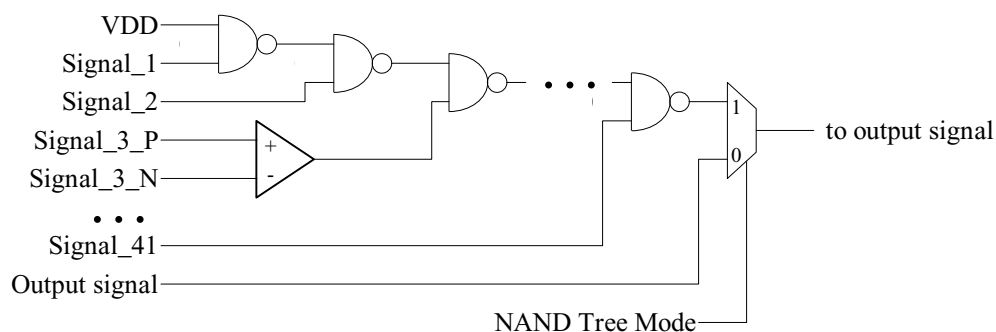 VDD
Signal_1
Signal_2
Signal_3_P
Signal_3_N
• • •
Signal_41
Output signal
NAND Tree Mode
+
-
• • •
1
0
to output signal